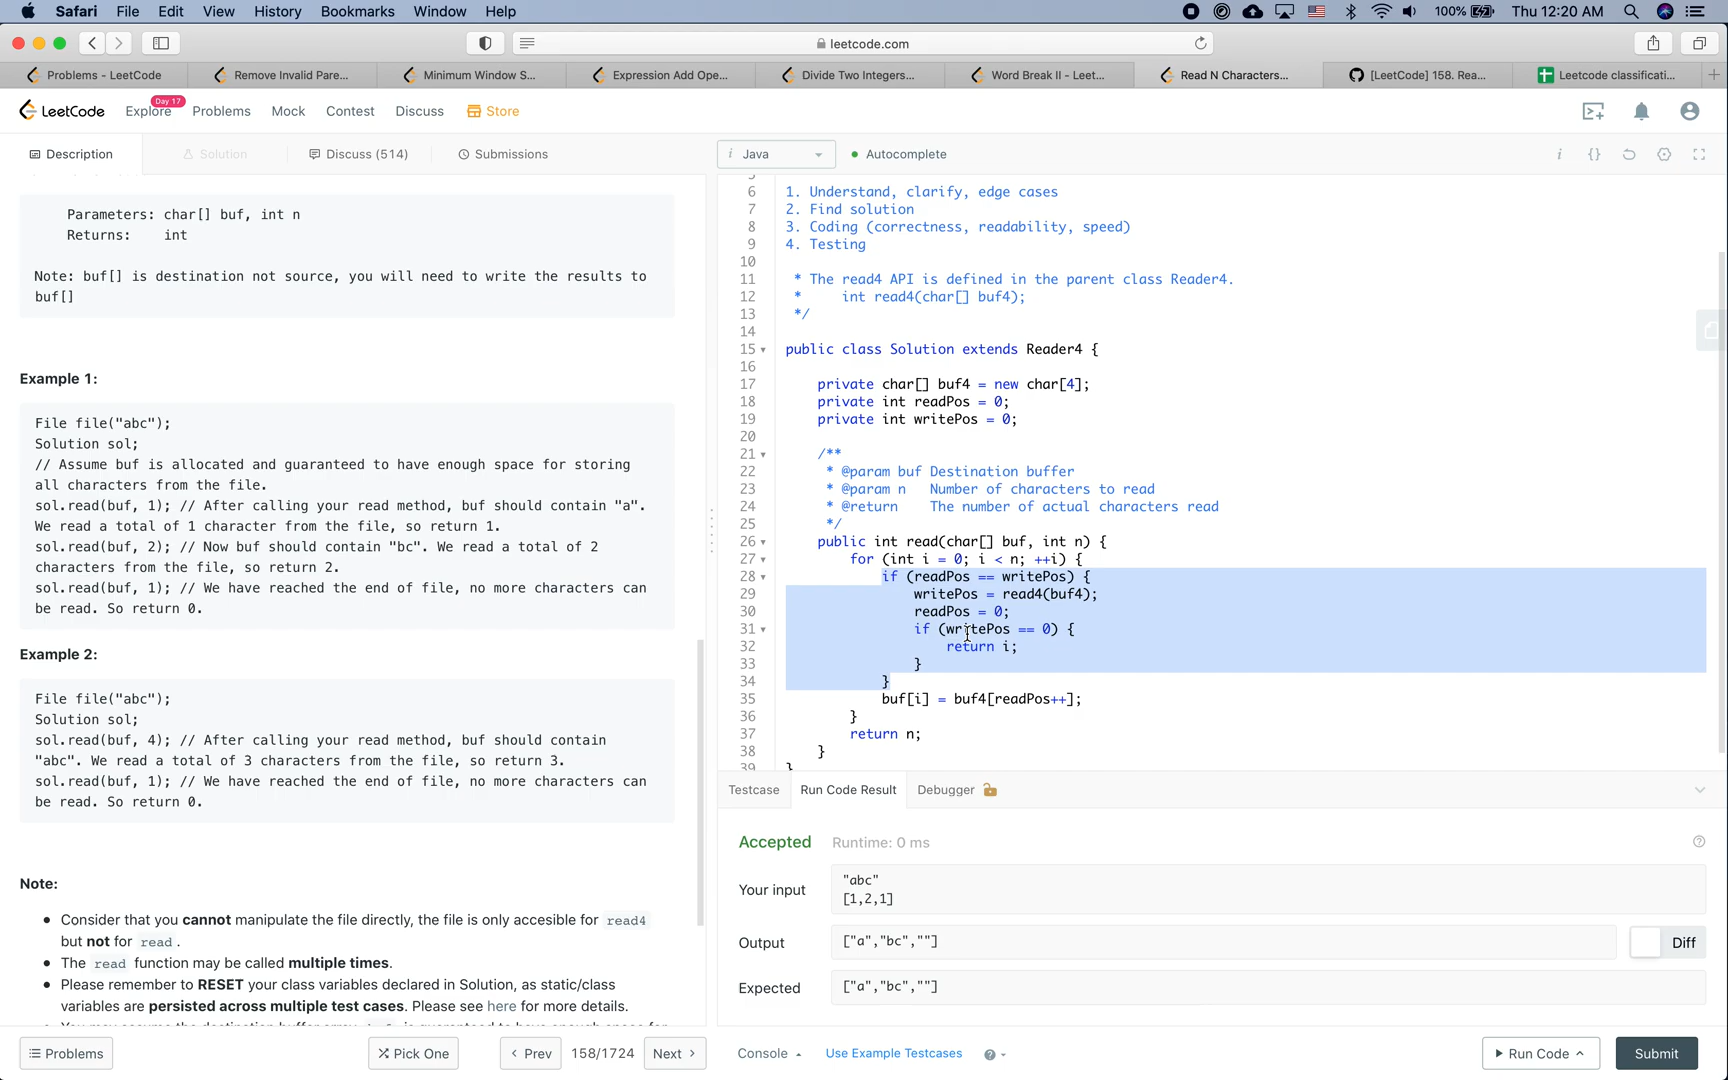 Safari File Edit View History Bookmarks Window Help 100% Thu 12:20 AM
leetcode.com
Problems - LeetCode Remove Invalid Pare... Minimum Window S... Expression Add Ope... Divide Two Integers... Word Break II - Leet... Read N Characters... [LeetCode] 158. Rea... Leetcode classificati...
LeetCode Explore Day 17 Problems Mock Contest Discuss Store
Description Solution Discuss (514) Submissions
Parameters: char[] buf, int n
Returns: int
Note: buf[] is destination not source, you will need to write the results to
buf[]
Example 1:
File file("abc");
Solution sol;
// Assume buf is allocated and guaranteed to have enough space for storing
all characters from the file.
sol.read(buf, 1); // After calling your read method, buf should contain "a".
We read a total of 1 character from the file, so return 1.
sol.read(buf, 2); // Now buf should contain "bc". We read a total of 2
characters from the file, so return 2.
sol.read(buf, 1); // We have reached the end of file, no more characters can
be read. So return 0.
Example 2:
File file("abc");
Solution sol;
sol.read(buf, 4); // After calling your read method, buf should contain
"abc". We read a total of 3 characters from the file, so return 3.
sol.read(buf, 1); // We have reached the end of file, no more characters can
be read. So return 0.
Note:
• Consider that you cannot manipulate the file directly, the file is only accesible for read4
but not for read .
• The read function may be called multiple times.
• Please remember to RESET your class variables declared in Solution, as static/class
variables are persisted across multiple test cases. Please see here for more details.
Problems Pick One < Prev 158/1724 Next >
i Java Autocomplete
6 1. Understand, clarify, edge cases
7 2. Find solution
8 3. Coding (correctness, readability, speed)
9 4. Testing
10
11 * The read4 API is defined in the parent class Reader4.
12 * int read4(char[] buf4);
13 */
14
15 public class Solution extends Reader4 {
16
17 private char[] buf4 = new char[4];
18 private int readPos = 0;
19 private int writePos = 0;
20
21 /**
22 * @param buf Destination buffer
23 * @param n Number of characters to read
24 * @return The number of actual characters read
25 */
26 public int read(char[] buf, int n) {
27 for (int i = 0; i < n; ++i) {
28 if (readPos == writePos) {
29 writePos = read4(buf4);
30 readPos = 0;
31 if (writePos == 0) {
32 return i;
33 }
34 }
35 buf[i] = buf4[readPos++];
36 }
37 return n;
38 }
39 }
Testcase Run Code Result Debugger
Accepted Runtime: 0 ms
Your input
"abc"
[1,2,1]
Output ["a","bc",""] Diff
Expected ["a","bc",""]
Console Use Example Testcases Run Code Submit